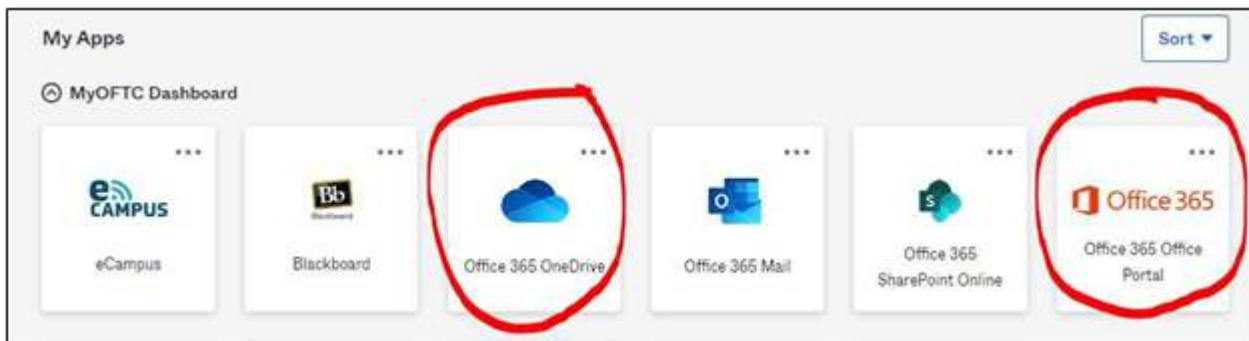 My Apps
Sort
MyOFTC Dashboard
e CAMPUS
eCampus
Bb
Blackboard
Office 365 OneDrive
O
Office 365 Mail
S
Office 365
SharePoint Online
Office 365
Office 365 Office
Portal